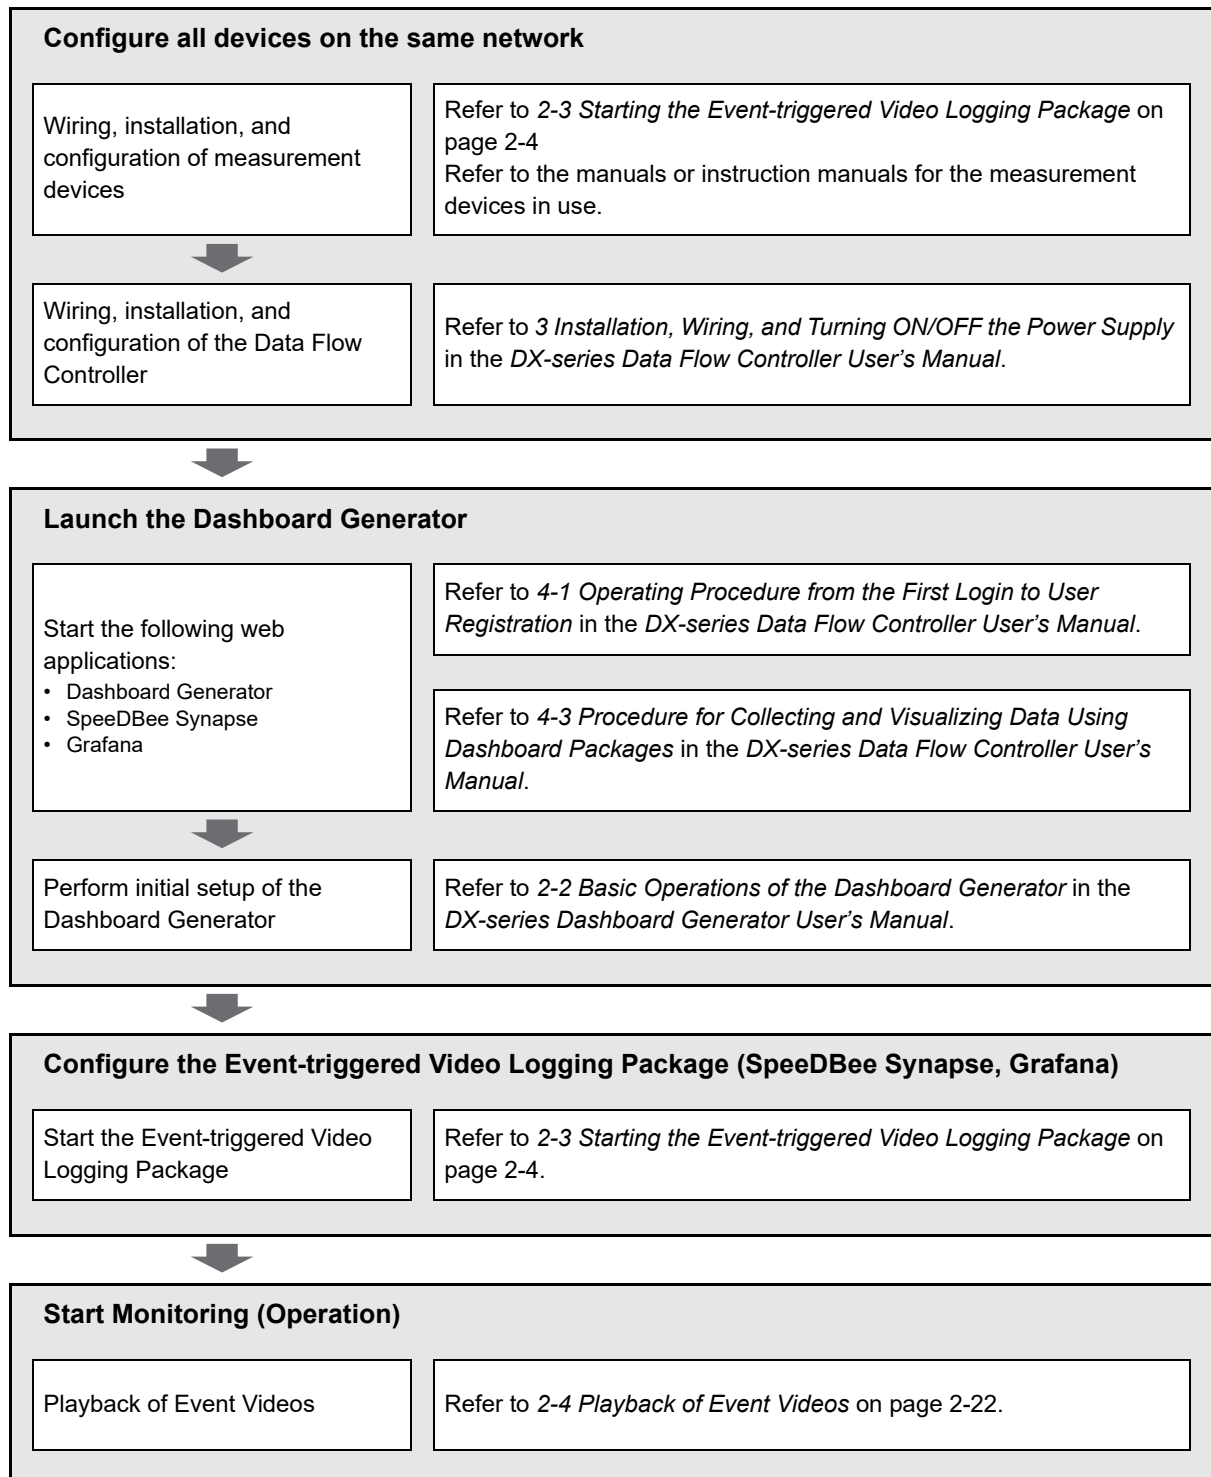 Configure all devices on the same network
Wiring, installation, and
configuration of measurement
devices
Refer to 2-3 Starting the Event-triggered Video Logging Package on
page 2-4
Refer to the manuals or instruction manuals for the measurement
devices in use.
Wiring, installation, and
configuration of the Data Flow
Controller
Refer to 3 Installation, Wiring, and Turning ON/OFF the Power Supply
in the DX-series Data Flow Controller User's Manual.
Launch the Dashboard Generator
Start the following web
applications:
• Dashboard Generator
• SpeeDBee Synapse
• Grafana
Refer to 4-1 Operating Procedure from the First Login to User
Registration in the DX-series Data Flow Controller User's Manual.
Refer to 4-3 Procedure for Collecting and Visualizing Data Using
Dashboard Packages in the DX-series Data Flow Controller User's
Manual.
Perform initial setup of the
Dashboard Generator
Refer to 2-2 Basic Operations of the Dashboard Generator in the
DX-series Dashboard Generator User's Manual.
Configure the Event-triggered Video Logging Package (SpeeDBee Synapse, Grafana)
Start the Event-triggered Video
Logging Package
Refer to 2-3 Starting the Event-triggered Video Logging Package on
page 2-4.
Start Monitoring (Operation)
Playback of Event Videos
Refer to 2-4 Playback of Event Videos on page 2-22.